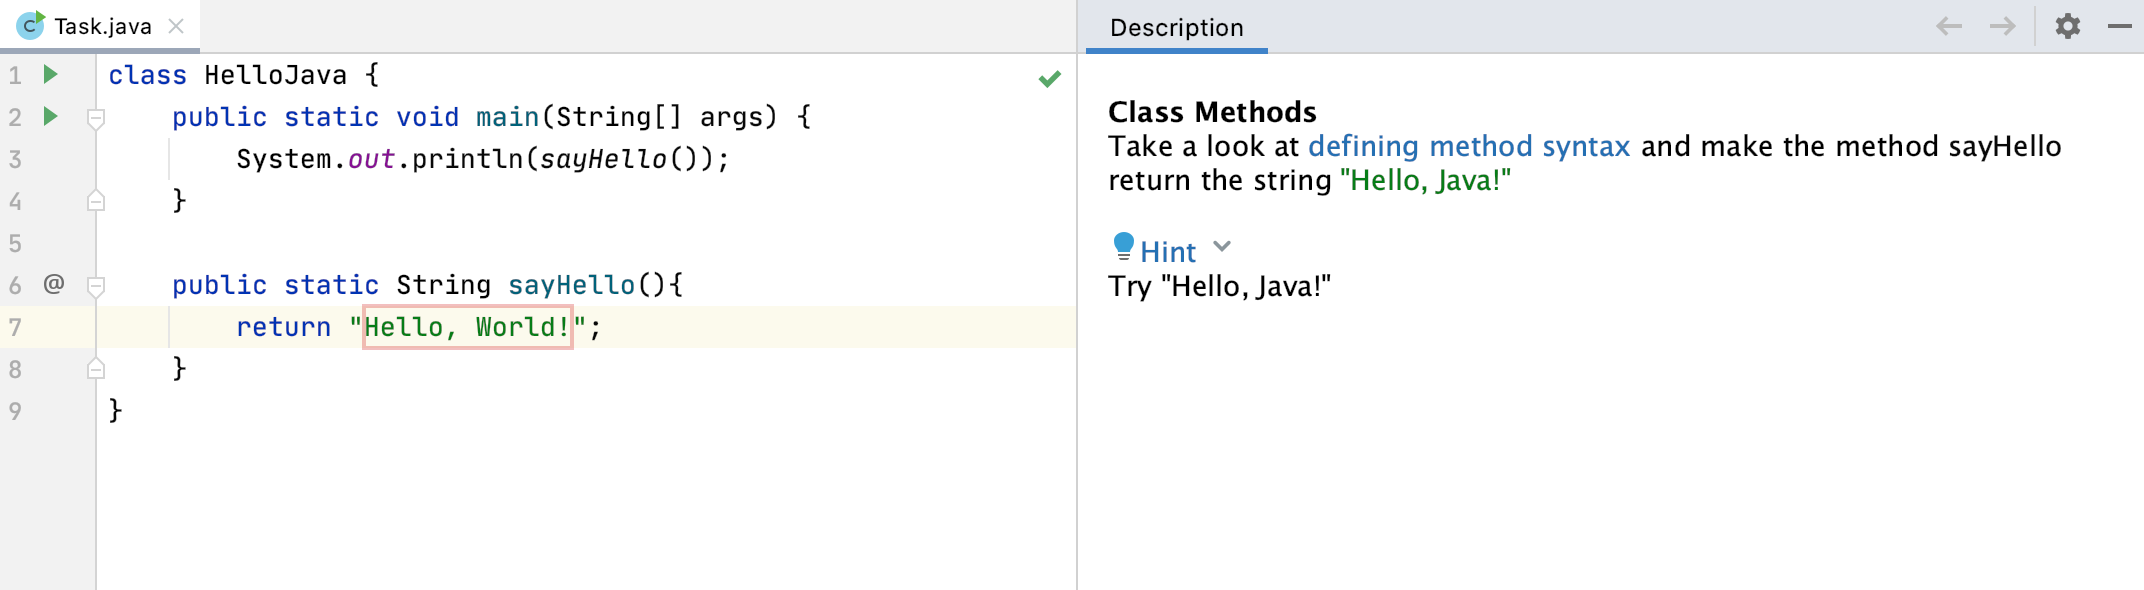 Task.java
1 class HelloJava {
2 public static void main(String[] args) {
3 System.out.println(sayHello());
4 }
5
6 @ public static String sayHello(){
7 return "Hello, World!";
8 }
9 }
Description
Class Methods
Take a look at defining method syntax and make the method sayHello
return the string "Hello, Java!"
Hint
Try "Hello, Java!"